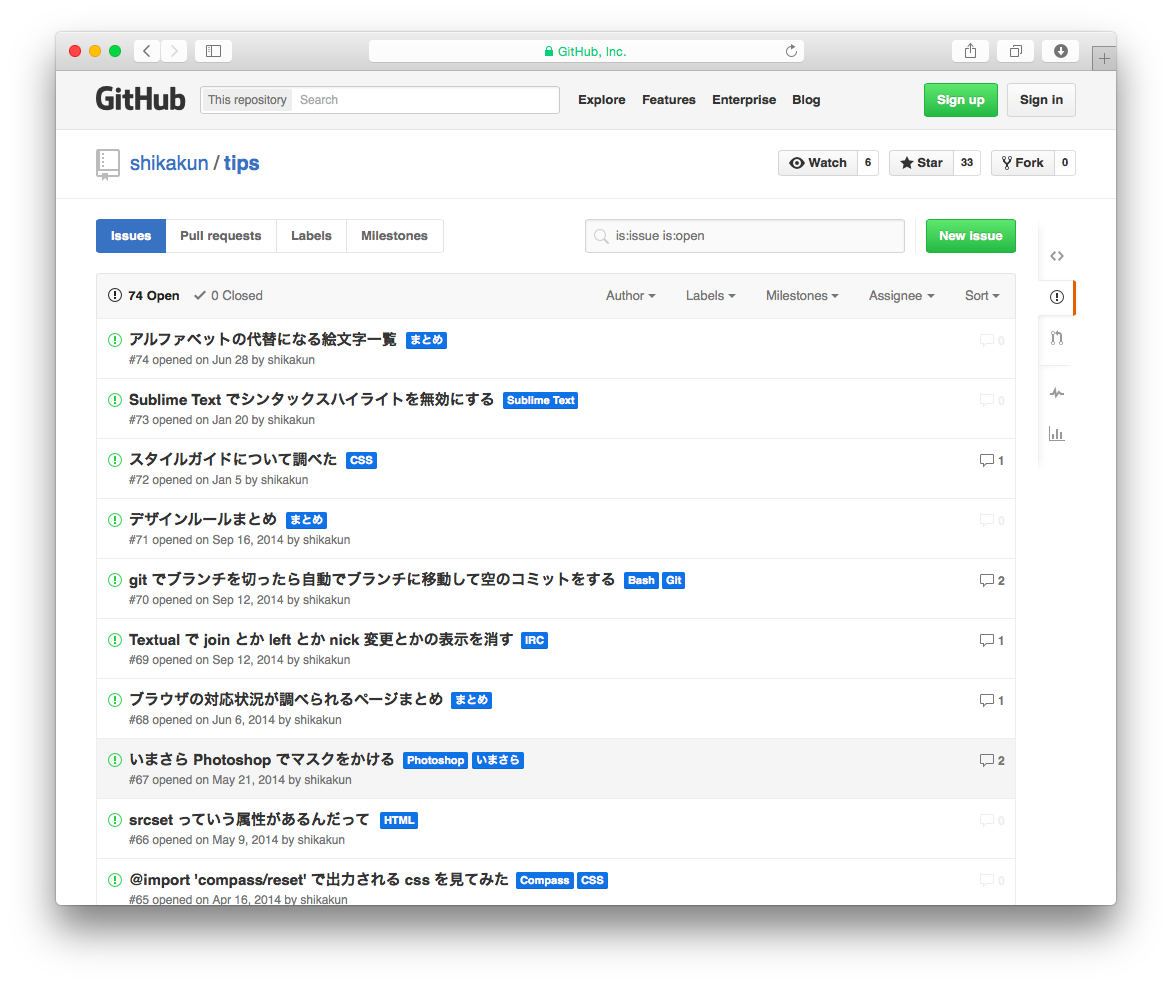 GitHub, Inc.
GitHub This repository Search Explore Features Enterprise Blog Sign up Sign in
shikakun / tips Watch 6 Star 33 Fork 0
Issues Pull requests Labels Milestones is:issue is:open New issue
74 Open 0 Closed Author Labels Milestones Assignee Sort
アルファベットの代替になる絵文字一覧 まとめ 0
#74 opened on Jun 28 by shikakun
Sublime Text でシンタックスハイライトを無効にする Sublime Text 0
#73 opened on Jan 20 by shikakun
スタイルガイドについて調べた CSS 1
#72 opened on Jan 5 by shikakun
デザインルールまとめ まとめ 0
#71 opened on Sep 16, 2014 by shikakun
git でブランチを切ったら自動でブランチに移動して空のコミットをする Bash Git 2
#70 opened on Sep 12, 2014 by shikakun
Textual で join とか left とか nick 変更とかの表示を消す IRC 1
#69 opened on Sep 12, 2014 by shikakun
ブラウザの対応状況が調べられるページまとめ まとめ 1
#68 opened on Jun 6, 2014 by shikakun
いまさら Photoshop でマスクをかける Photoshop いまさら 2
#67 opened on May 21, 2014 by shikakun
srcset っていう属性があるんだって HTML 0
#66 opened on May 9, 2014 by shikakun
@import 'compass/reset' で出力される css を見てみた Compass CSS 0
#65 opened on Apr 16, 2014 by shikakun